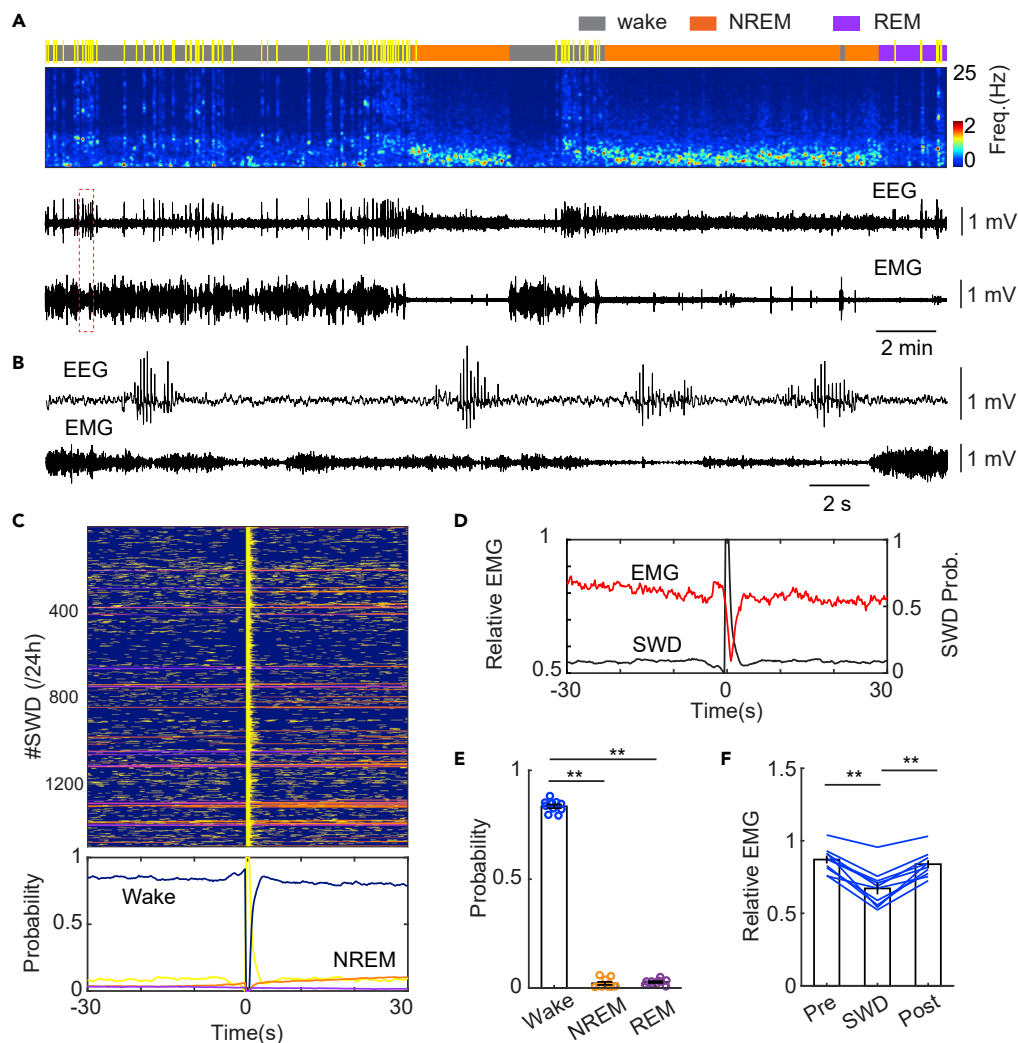 A
wake NREM REM
25
Freq.(Hz)
2
0
EEG
1 mV
EMG
1 mV
2 min
B
EEG
1 mV
EMG
1 mV
2 s
C
#SWD (/24h)
400
800
1200
1
Probability
0.5
0
Wake
NREM
-30 0 30
Time(s)
D
1
Relative EMG
0.5
EMG
SWD
1
0.5
0
SWD Prob.
-30 0 30
Time(s)
E
**
**
1
Probability
0.5
0
Wake NREM REM
F
** **
1.5
Relative EMG
1
0.5
0
Pre SWD Post